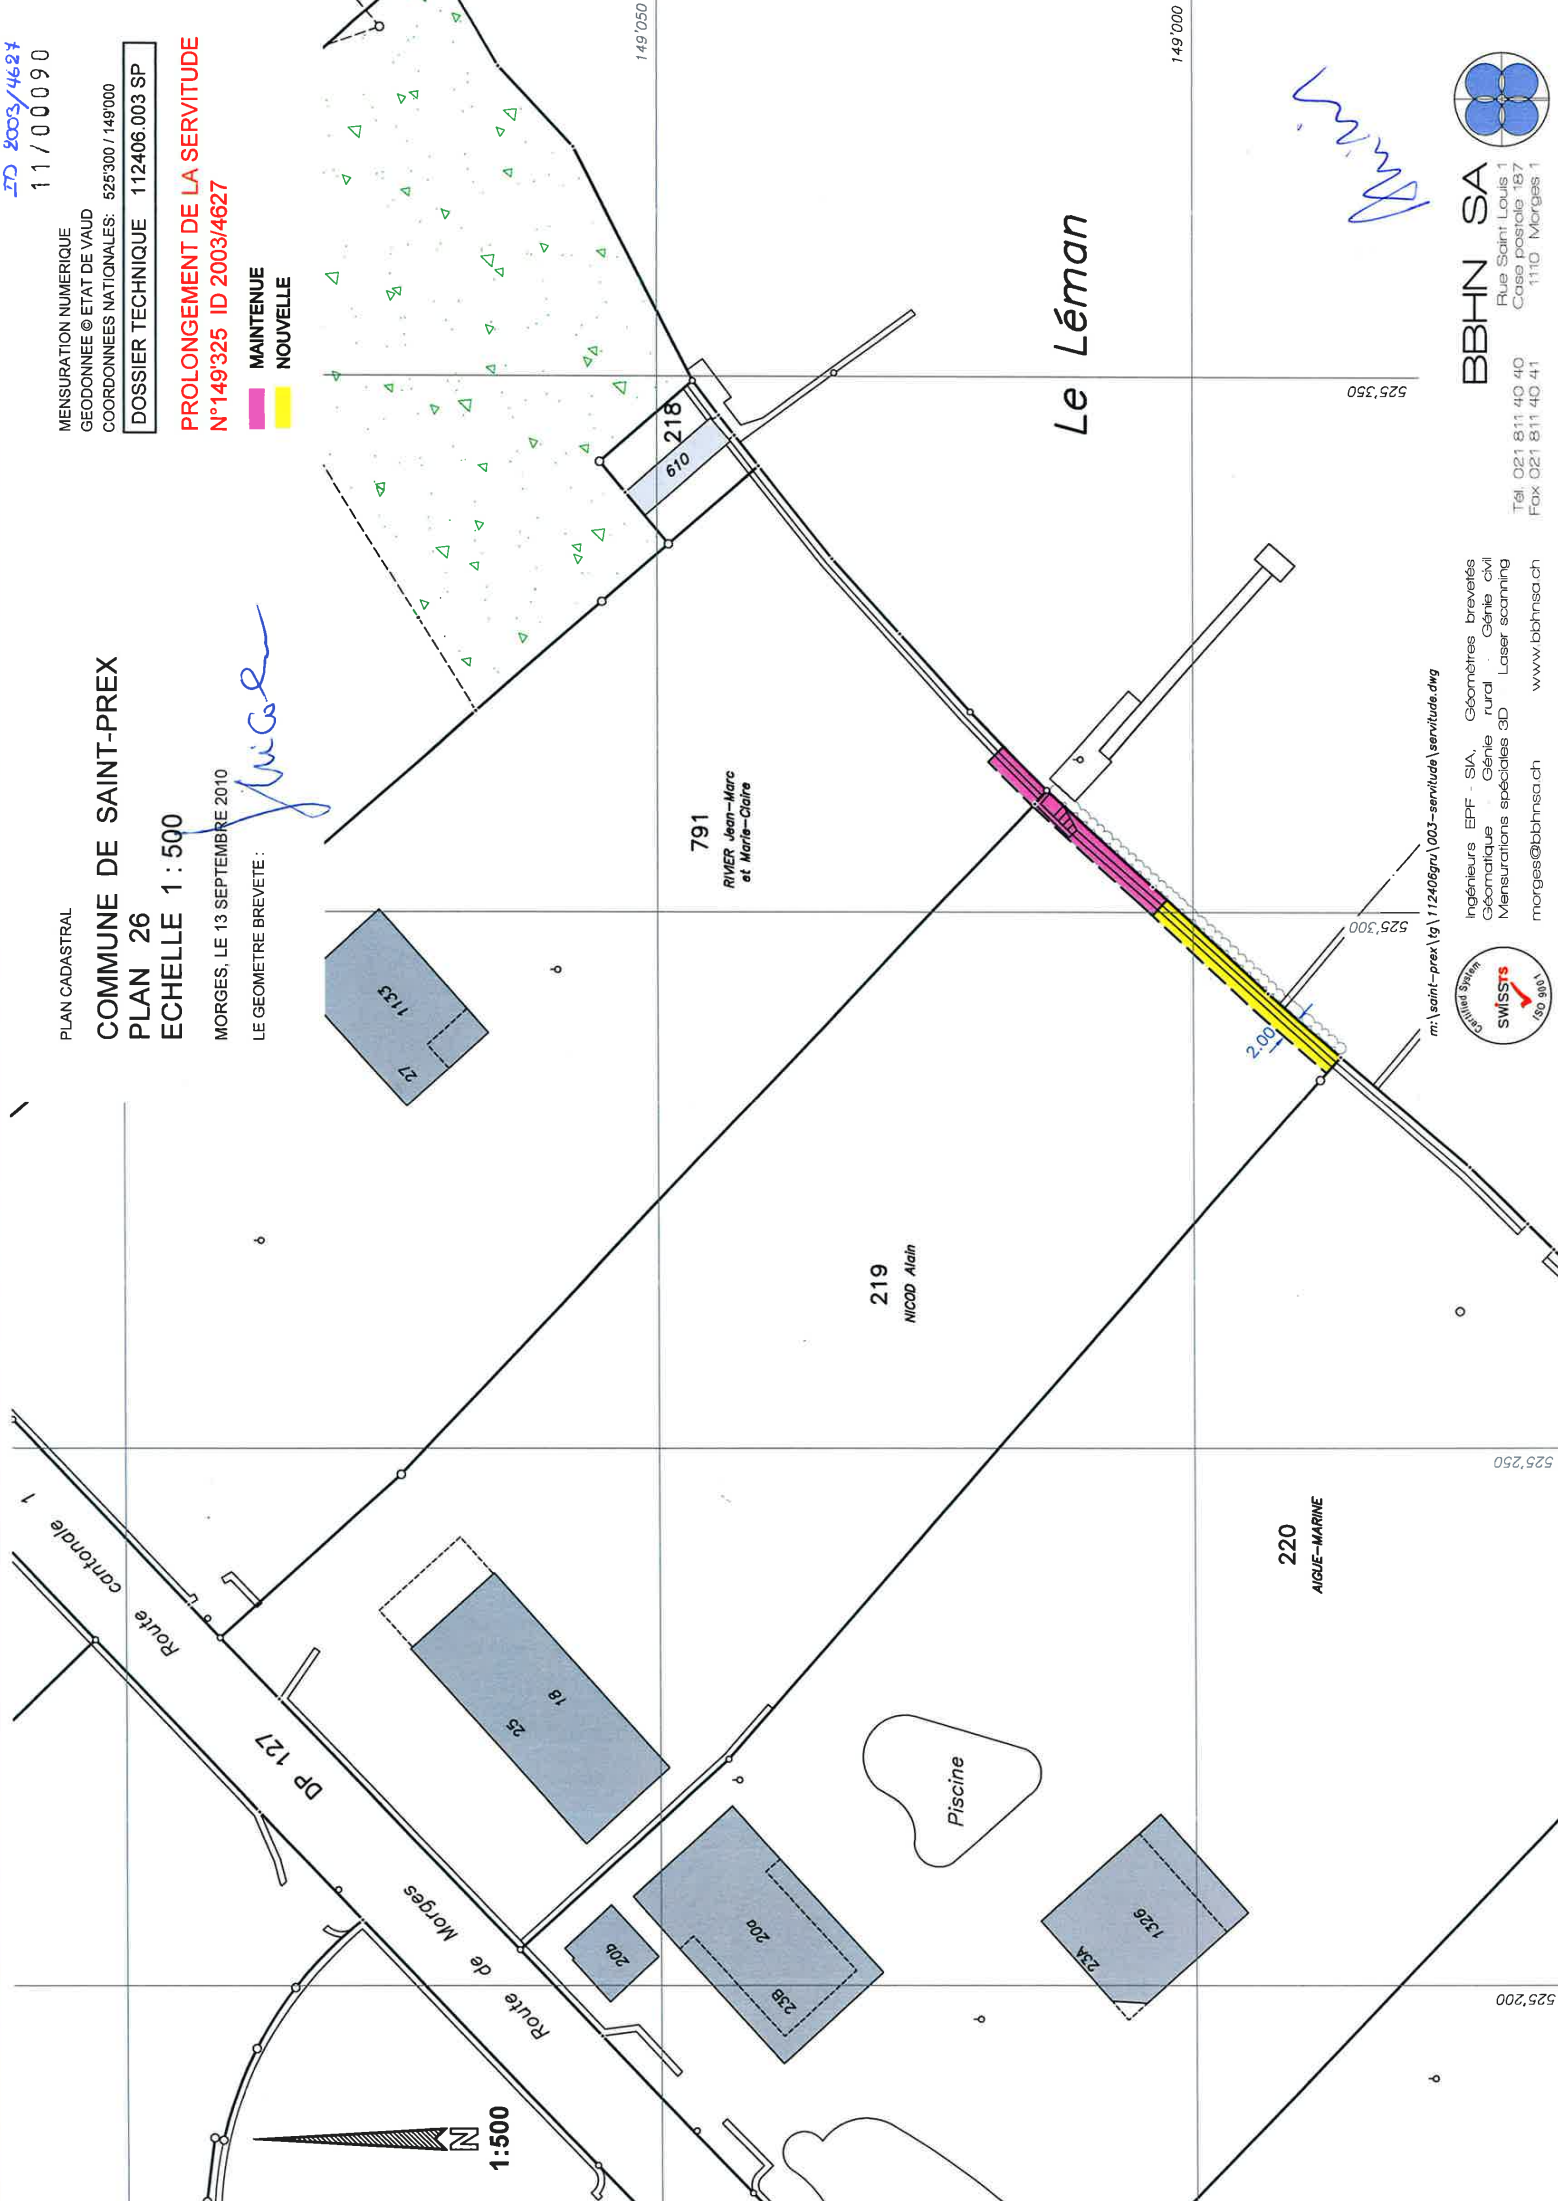 PLAN CADASTRAL
COMMUNE DE SAINT-PREX
PLAN 26
ECHELLE 1 : 500
MORGES, LE 13 SEPTEMBRE 2010
LE GEOMETRE BREVETE :
ID 2003/4627
11/00090
MENSURATION NUMERIQUE
GEODONNEE © ETAT DE VAUD
COORDONNEES NATIONALES: 525'300 / 149'000
DOSSIER TECHNIQUE 112406.003 SP
PROLONGEMENT DE LA SERVITUDE
N°149'325 ID 2003/4627
MAINTENUE
NOUVELLE
149'050
149'000
Route cantonale 1
DP 127
Route de Morges
N
1:500
27
1133
218
610
791
RIVIER Jean-Marc
et Marie-Claire
219
NICOD Alain
25
18
20b
20a
23B
Piscine
23A
1326
220
AIGUE-MARINE
2.00
Le Léman
525'350
525'300
525'250
525'200
m:\saint-prex\tg\112406gru\003-servitude\servitude.dwg
Certified System
swissTS
ISO 9001
Ingénieurs EPF - SIA, Géomètres brevetés
Géomatique - Génie rural - Génie civil
Mensurations spéciales 3D Laser scanning
morges@bbhnsa.ch www.bbhnsa.ch
BBHN SA
Tél. 021 811 40 40 Rue Saint Louis 1
Fax 021 811 40 41 Case postale 187
1110 Morges 1